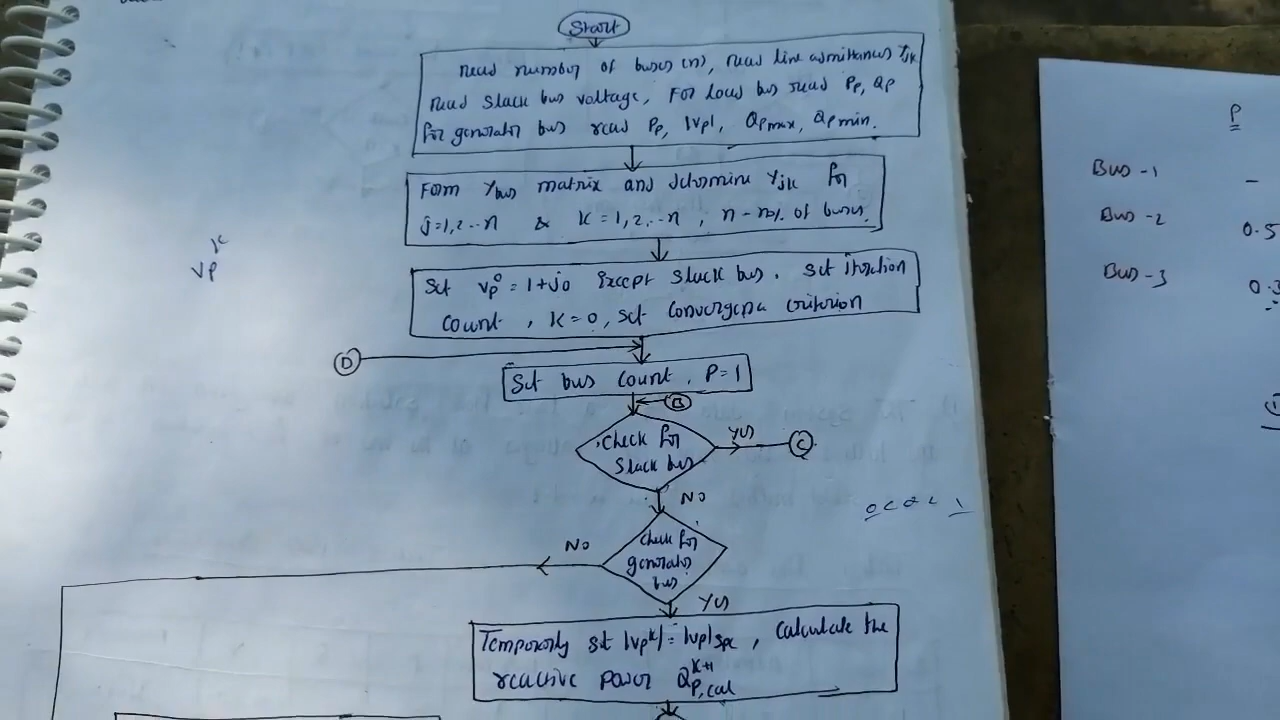 Start
Read number of buses (n), read line admittances Yjk
read slack bus voltage, For load bus read Pp, Qp
for generator bus read Pp, |Vp|, Qpmax, Qpmin.
Form Ybus matrix and determine Yjk for
j=1,2..n & K=1,2,..n, n - no. of buses.
Set Vp⁰ = 1+j0 Except slack bus. set iteration
count, K=0, set convergence criterion
D
Set bus count, P=1
B
check for
slack bus
Yes
C
NO
check for
generator
bus
NO
Yes
Temporarily set |Vp^k| = |Vp|spe, calculate the
reactive power Q^K+1 P,cal
Vp^k
P
Bus-1 -
Bus-2 0.5
Bus-3